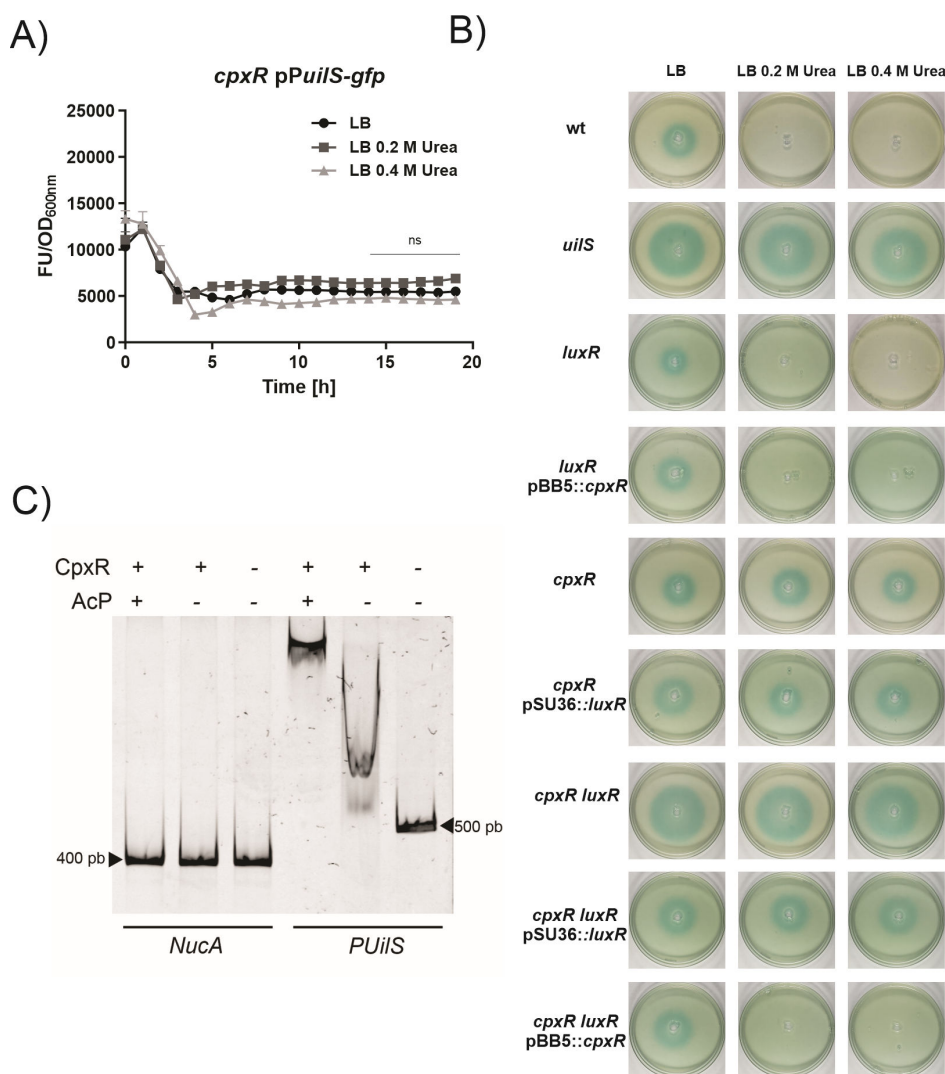 A)
cpxR pPuilS-gfp
25000
20000
15000
10000
5000
0
FU/OD600nm
LB
LB 0.2 M Urea
LB 0.4 M Urea
ns
0 5 10 15 20
Time [h]
B)
LB LB 0.2 M Urea LB 0.4 M Urea
wt
uilS
luxR
luxR
pBB5::cpxR
cpxR
cpxR
pSU36::luxR
cpxR luxR
cpxR luxR
pSU36::luxR
cpxR luxR
pBB5::cpxR
C)
CpxR + + - + + -
AcP + - - + - -
400 pb
500 pb
NucA PUilS